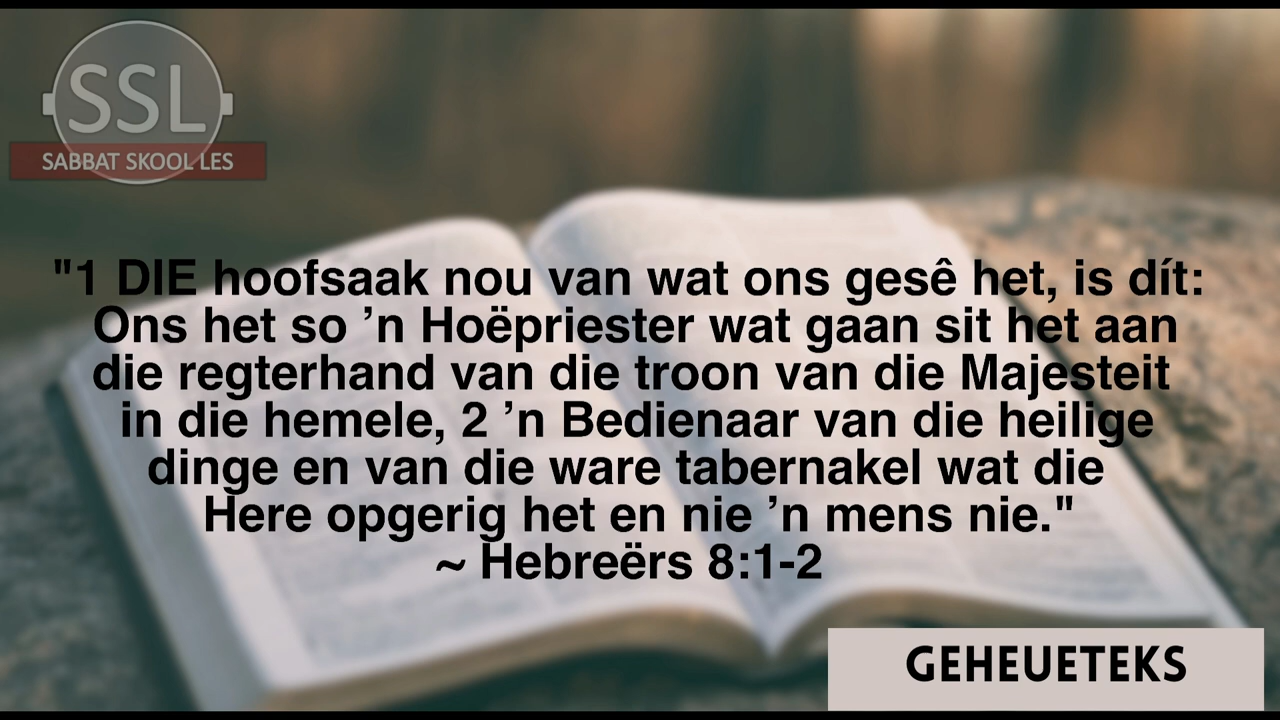 SSL
SABBAT SKOOL LES
"1 DIE hoofsaak nou van wat ons gesê het, is dít:
Ons het so ’n Hoëpriester wat gaan sit het aan
die regterhand van die troon van die Majesteit
in die hemele, 2 ’n Bedienaar van die heilige
dinge en van die ware tabernakel wat die
Here opgerig het en nie ’n mens nie."
~ Hebreërs 8:1-2
GEHEUETEKS